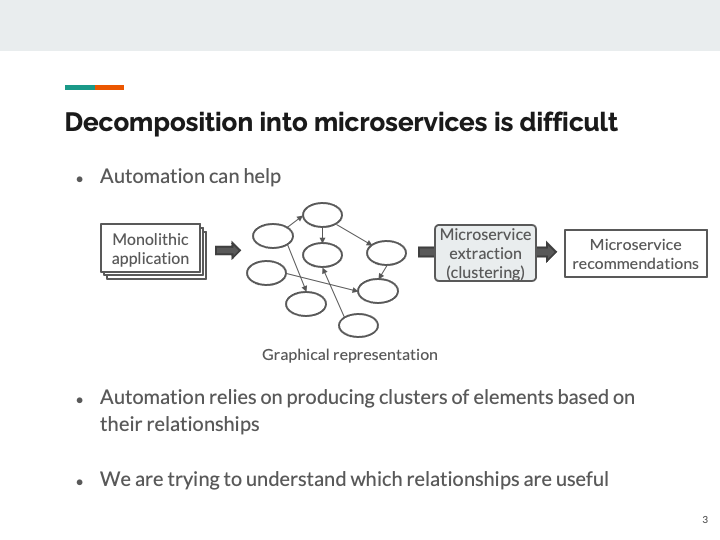 Decomposition into microservices is difficult
● Automation can help
Monolithic
application
Microservice
extraction
(clustering)
Microservice
recommendations
Graphical representation
● Automation relies on producing clusters of elements based on
their relationships
● We are trying to understand which relationships are useful
3